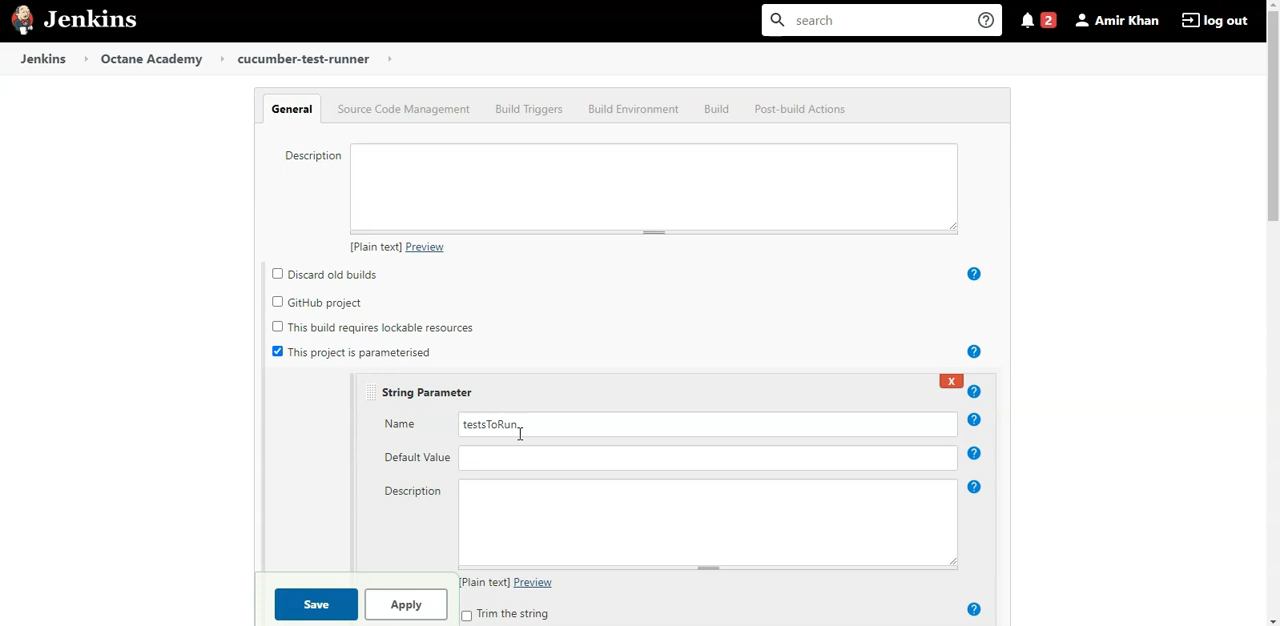 Jenkins
search
2
Amir Khan
log out
Jenkins
Octane Academy
cucumber-test-runner
General
Source Code Management
Build Triggers
Build Environment
Build
Post-build Actions
Description
[Plain text] Preview
Discard old builds
?
GitHub project
This build requires lockable resources
This project is parameterised
?
X
String Parameter
?
Name
testsToRun
?
Default Value
?
Description
?
[Plain text] Preview
Save
Apply
Trim the string
?